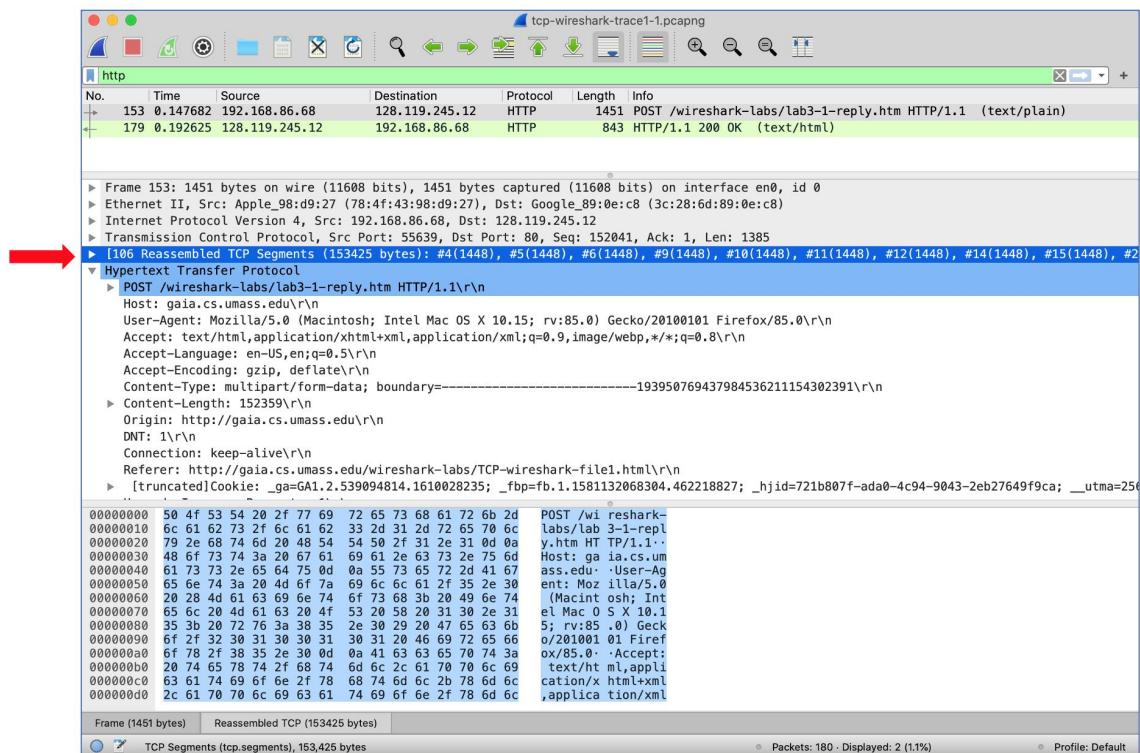 tcp-wireshark-trace1-1.pcapng
http
No. Time Source Destination Protocol Length Info
153 0.147682 192.168.86.68 128.119.245.12 HTTP 1451 POST /wireshark-labs/lab3-1-reply.htm HTTP/1.1 (text/plain)
179 0.192625 128.119.245.12 192.168.86.68 HTTP 843 HTTP/1.1 200 OK (text/html)
Frame 153: 1451 bytes on wire (11608 bits), 1451 bytes captured (11608 bits) on interface en0, id 0
Ethernet II, Src: Apple_98:d9:27 (78:4f:43:98:d9:27), Dst: Google_89:0e:c8 (3c:28:6d:89:0e:c8)
Internet Protocol Version 4, Src: 192.168.86.68, Dst: 128.119.245.12
Transmission Control Protocol, Src Port: 55639, Dst Port: 80, Seq: 152041, Ack: 1, Len: 1385
[106 Reassembled TCP Segments (153425 bytes): #4(1448), #5(1448), #6(1448), #9(1448), #10(1448), #11(1448), #12(1448), #14(1448), #15(1448), #2
Hypertext Transfer Protocol
POST /wireshark-labs/lab3-1-reply.htm HTTP/1.1\r\n
Host: gaia.cs.umass.edu\r\n
User-Agent: Mozilla/5.0 (Macintosh; Intel Mac OS X 10.15; rv:85.0) Gecko/20100101 Firefox/85.0\r\n
Accept: text/html,application/xhtml+xml,application/xml;q=0.9,image/webp,*/*;q=0.8\r\n
Accept-Language: en-US,en;q=0.5\r\n
Accept-Encoding: gzip, deflate\r\n
Content-Type: multipart/form-data; boundary=---------------------------193950769437984536211154302391\r\n
Content-Length: 152359\r\n
Origin: http://gaia.cs.umass.edu\r\n
DNT: 1\r\n
Connection: keep-alive\r\n
Referer: http://gaia.cs.umass.edu/wireshark-labs/TCP-wireshark-file1.html\r\n
[truncated]Cookie: _ga=GA1.2.539094814.1610028235; _fbp=fb.1.1581132068304.462218827; _hjid=721b807f-ada0-4c94-9043-2eb27649f9ca; __utma=256
00000000 50 4f 53 54 20 2f 77 69 72 65 73 68 61 72 6b 2d POST /wi reshark-
00000010 6c 61 62 73 2f 6c 61 62 33 2d 31 2d 72 65 70 6c labs/lab 3-1-repl
00000020 79 2e 68 74 6d 20 48 54 54 50 2f 31 2e 31 0d 0a y.htm HT TP/1.1··
00000030 48 6f 73 74 3a 20 67 61 69 61 2e 63 73 2e 75 6d Host: ga ia.cs.um
00000040 61 73 73 2e 65 64 75 0d 0a 55 73 65 72 2d 41 67 ass.edu· ·User-Ag
00000050 65 6e 74 3a 20 4d 6f 7a 69 6c 6c 61 2f 35 2e 30 ent: Moz illa/5.0
00000060 20 28 4d 61 63 69 6e 74 6f 73 68 3b 20 49 6e 74 (Macint osh; Int
00000070 65 6c 20 4d 61 63 20 4f 53 20 58 20 31 30 2e 31 el Mac O S X 10.1
00000080 35 3b 20 72 76 3a 38 35 2e 30 29 20 47 65 63 6b 5; rv:85 .0) Geck
00000090 6f 2f 32 30 31 30 30 31 30 31 20 46 69 72 65 66 o/201001 01 Firef
000000a0 6f 78 2f 38 35 2e 30 0d 0a 41 63 63 65 70 74 3a ox/85.0· ·Accept:
000000b0 20 74 65 78 74 2f 68 74 6d 6c 2c 61 70 70 6c 69 text/ht ml,appli
000000c0 63 61 74 69 6f 6e 2f 78 68 74 6d 6c 2b 78 6d 6c cation/x html+xml
000000d0 2c 61 70 70 6c 69 63 61 74 69 6f 6e 2f 78 6d 6c ,applica tion/xml
Frame (1451 bytes) Reassembled TCP (153425 bytes)
TCP Segments (tcp.segments), 153,425 bytes Packets: 180 · Displayed: 2 (1.1%) Profile: Default